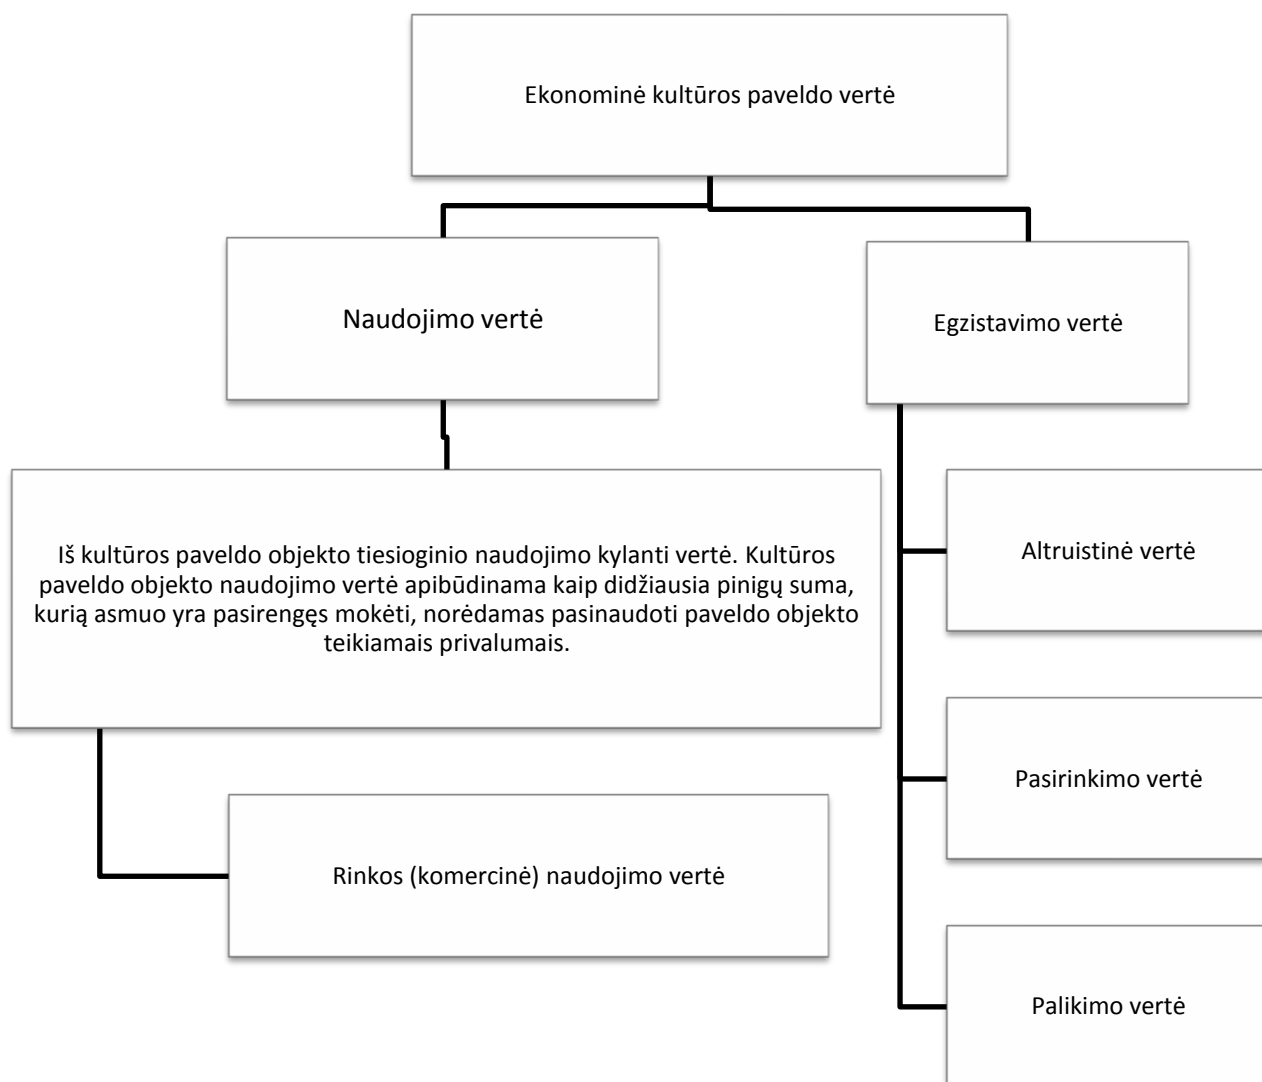 Ekonominė kultūros paveldo vertė
Naudojimo vertė
Egzistavimo vertė
Iš kultūros paveldo objekto tiesioginio naudojimo kylanti vertė. Kultūros
paveldo objekto naudojimo vertė apibūdinama kaip didžiausia pinigų suma,
kurią asmuo yra pasirengęs mokėti, norėdamas pasinaudoti paveldo objekto
teikiamais privalumais.
Rinkos (komercinė) naudojimo vertė
Altruistinė vertė
Pasirinkimo vertė
Palikimo vertė